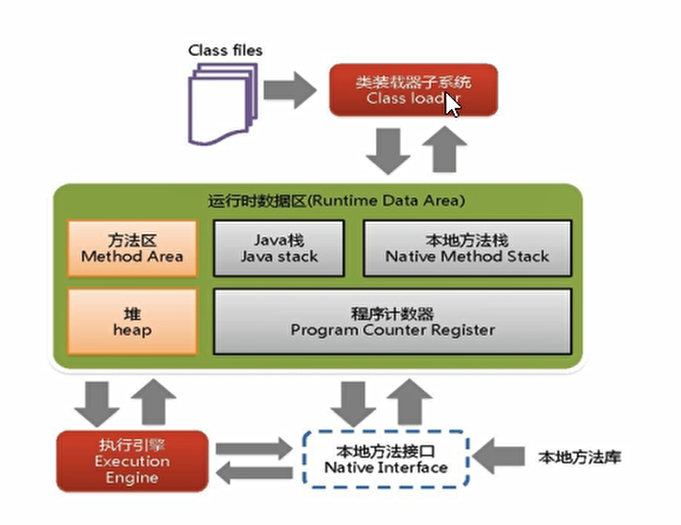 Class files
类装载器子系统
Class loader
运行时数据区(Runtime Data Area)
方法区
Method Area
Java栈
Java stack
本地方法栈
Native Method Stack
堆
heap
程序计数器
Program Counter Register
执行引擎
Execution
Engine
本地方法接口
Native Interface
本地方法库